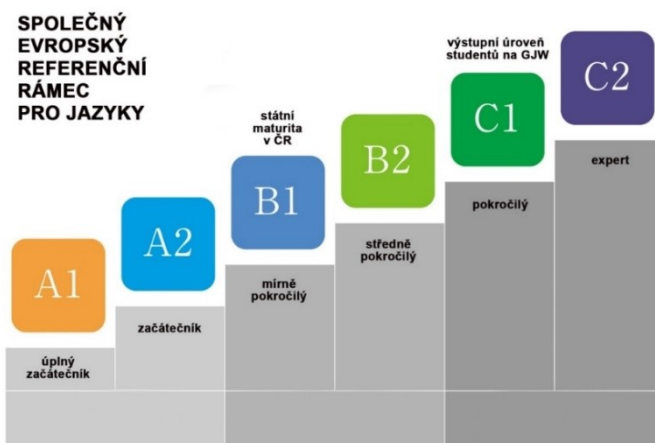 SPOLEČNÝ
EVROPSKÝ
REFERENČNÍ
RÁMEC
PRO JAZYKY
A1
úplný
začátečník
A2
začátečník
státní
maturita
v ČR
B1
mírně
pokročilý
B2
středně
pokročilý
výstupní úroveň
studentů na GJW
C1
pokročilý
C2
expert